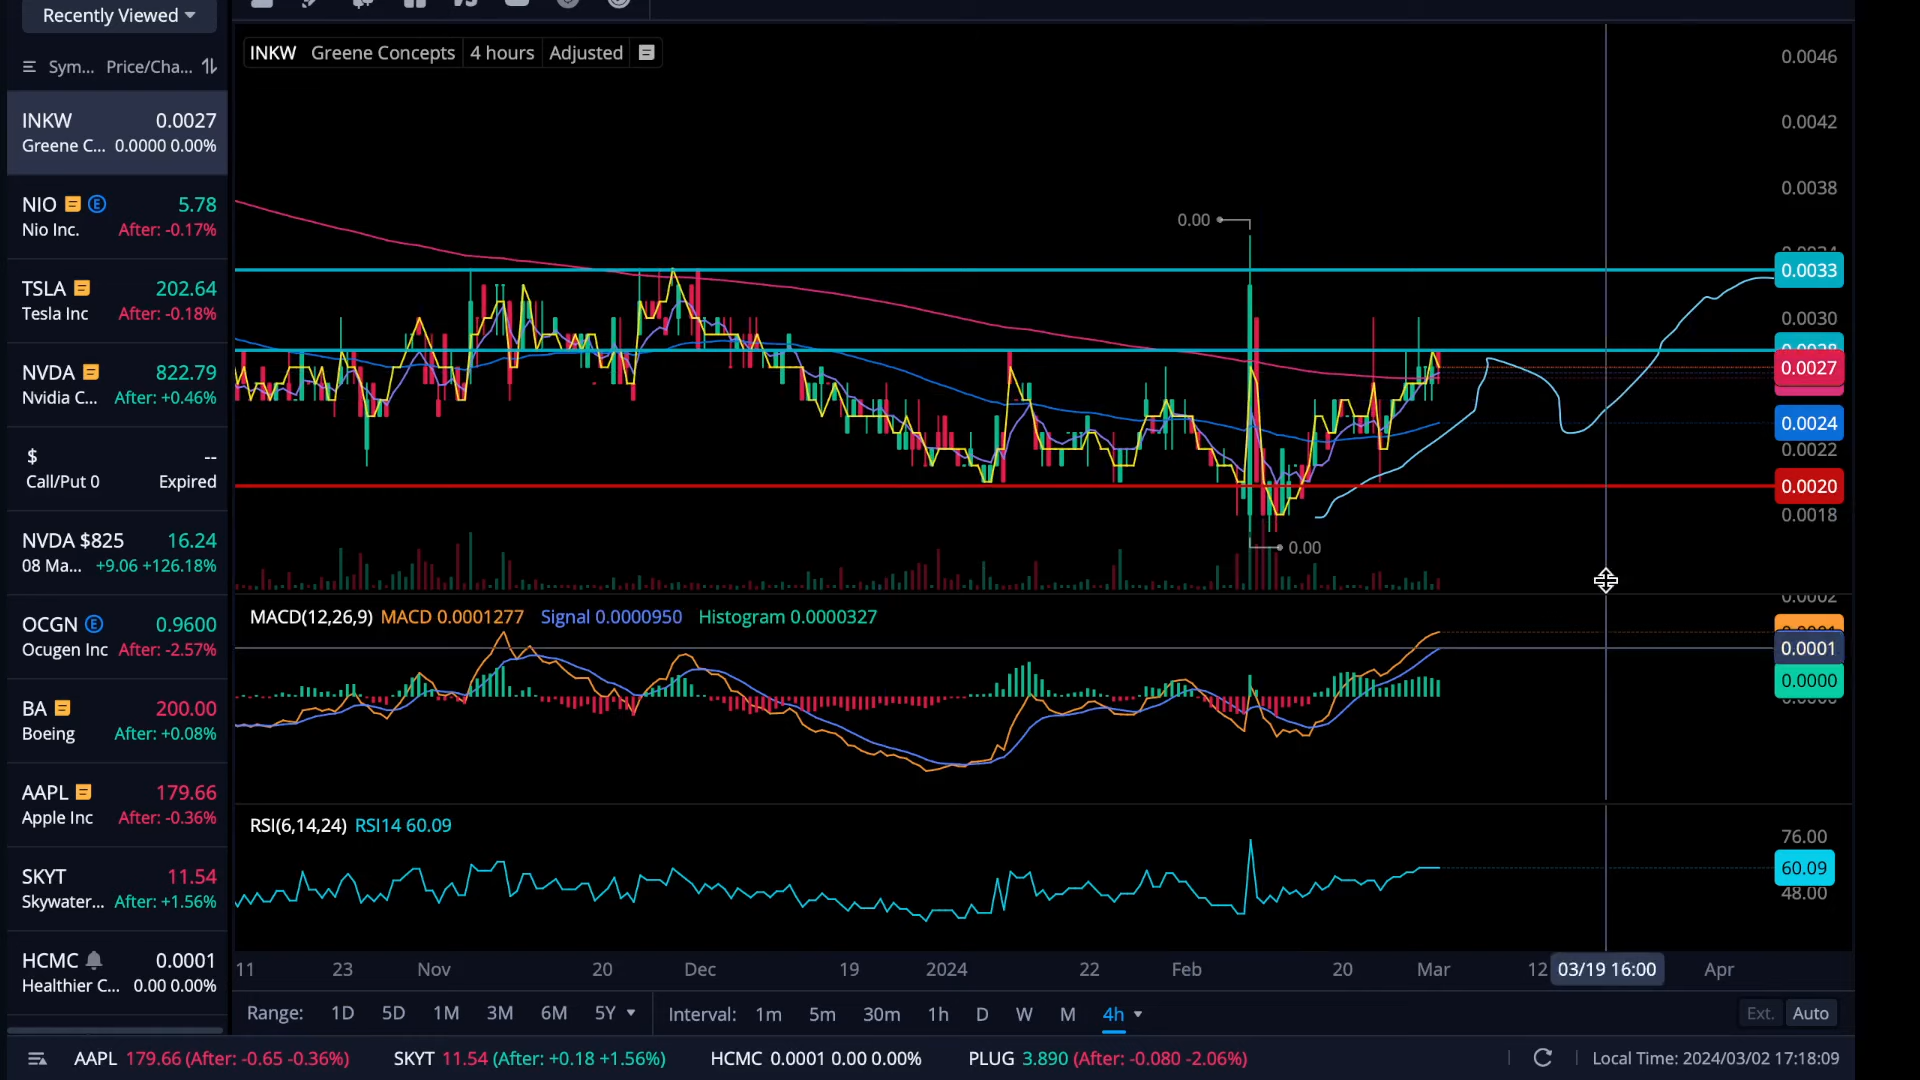 Recently Viewed
Sym... Price/Cha...
INKW 0.0027
Greene C... 0.0000 0.00%
NIO E 5.78
Nio Inc. After: -0.17%
TSLA 202.64
Tesla Inc After: -0.18%
NVDA 822.79
Nvidia C... After: +0.46%
$ --
Call/Put 0 Expired
NVDA $825 16.24
08 Ma... +9.06 +126.18%
OCGN E 0.9600
Ocugen Inc After: -2.57%
BA 200.00
Boeing After: +0.08%
AAPL 179.66
Apple Inc After: -0.36%
SKYT 11.54
Skywater... After: +1.56%
HCMC 0.0001
Healthier C... 0.00 0.00%
INKW Greene Concepts 4 hours Adjusted
0.0046
0.0042
0.0038
0.00
0.0033
0.0030
0.0027
0.0024
0.0022
0.0020
0.0018
0.00
MACD(12,26,9) MACD 0.0001277 Signal 0.0000950 Histogram 0.0000327
0.0001
0.0000
RSI(6,14,24) RSI14 60.09
76.00
60.09
48.00
11 23 Nov 20 Dec 19 2024 22 Feb 20 Mar 12 03/19 16:00 Apr
Range: 1D 5D 1M 3M 6M 5Y Interval: 1m 5m 30m 1h D W M 4h Ext. Auto
AAPL 179.66 (After: -0.65 -0.36%) SKYT 11.54 (After: +0.18 +1.56%) HCMC 0.0001 0.00 0.00% PLUG 3.890 (After: -0.080 -2.06%) Local Time: 2024/03/02 17:18:09